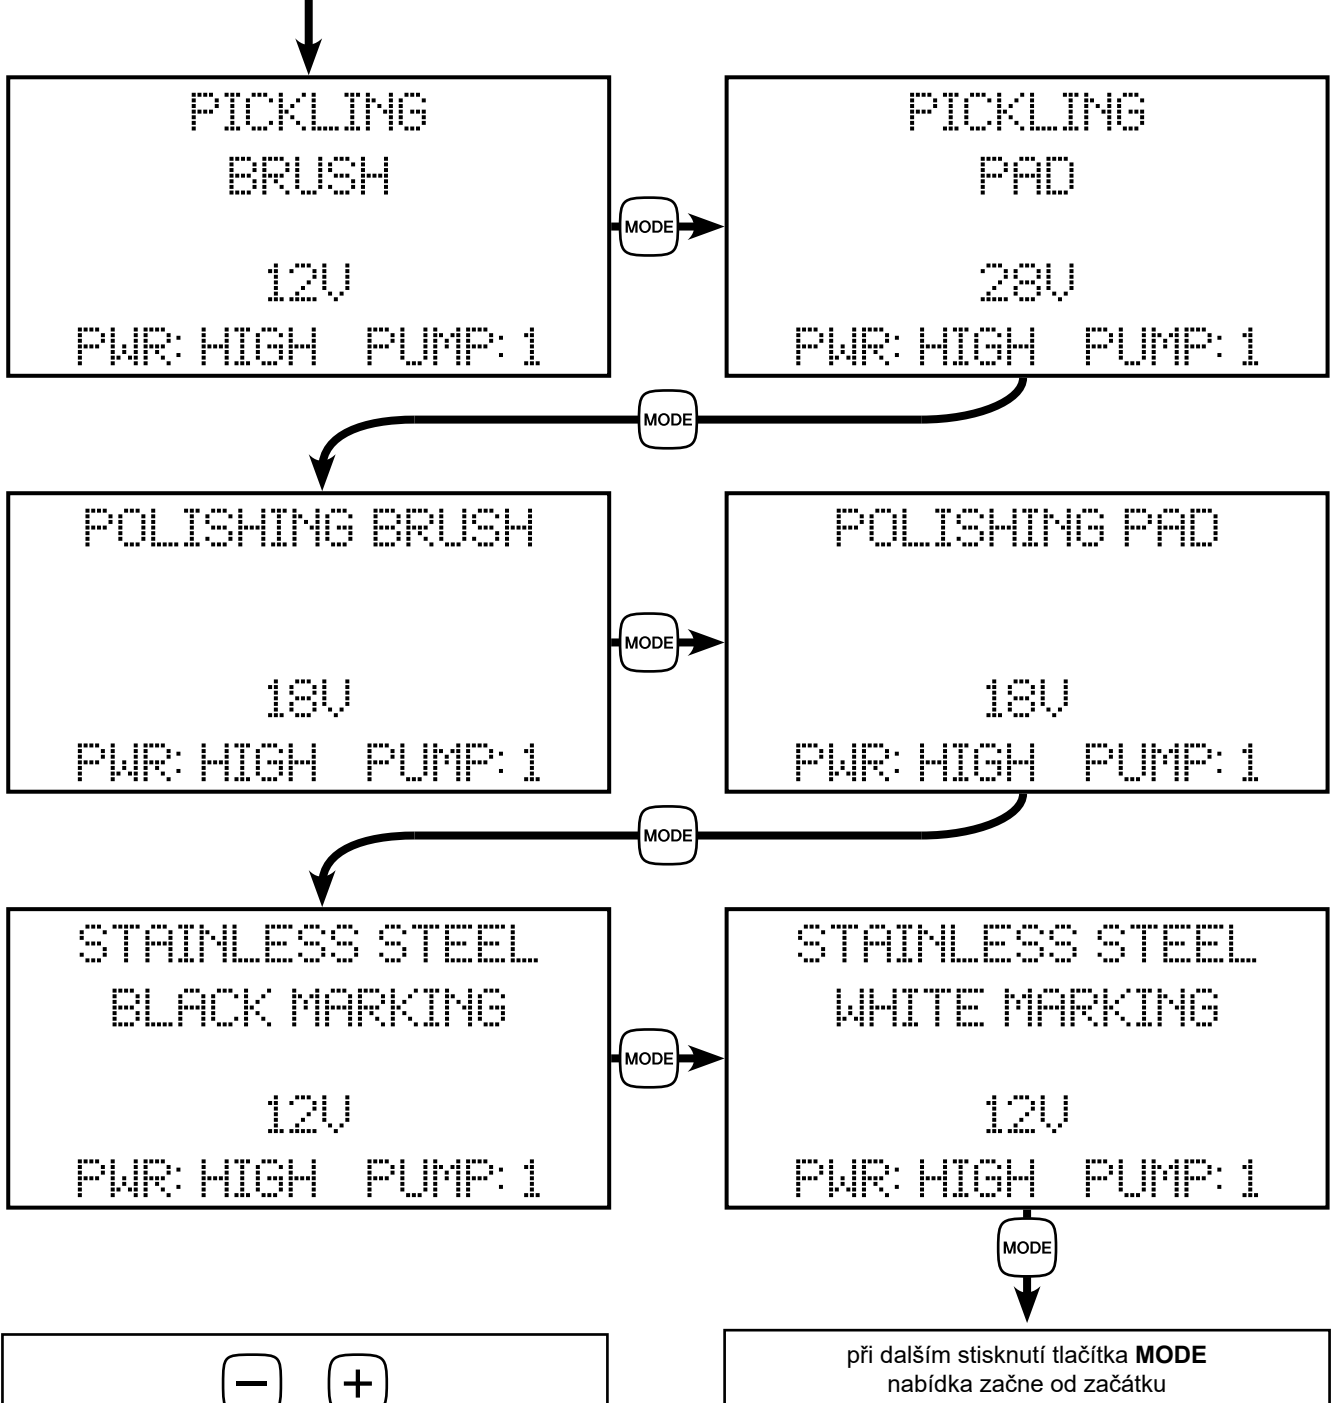 PICKLING
BRUSH
12V
PWR: HIGH PUMP: 1
MODE
PICKLING
PAD
28V
PWR: HIGH PUMP: 1
MODE
POLISHING BRUSH
18V
PWR: HIGH PUMP: 1
MODE
POLISHING PAD
18V
PWR: HIGH PUMP: 1
MODE
STAINLESS STEEL
BLACK MARKING
12V
PWR: HIGH PUMP: 1
MODE
STAINLESS STEEL
WHITE MARKING
12V
PWR: HIGH PUMP: 1
MODE
− +
při dalším stisknutí tlačítka MODE
nabídka začne od začátku